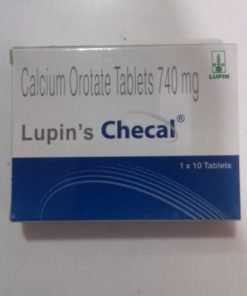 Calcium Orotate Tablets 740 mg
LUPIN
Lupin's Checal®
1 x 10 Tablets